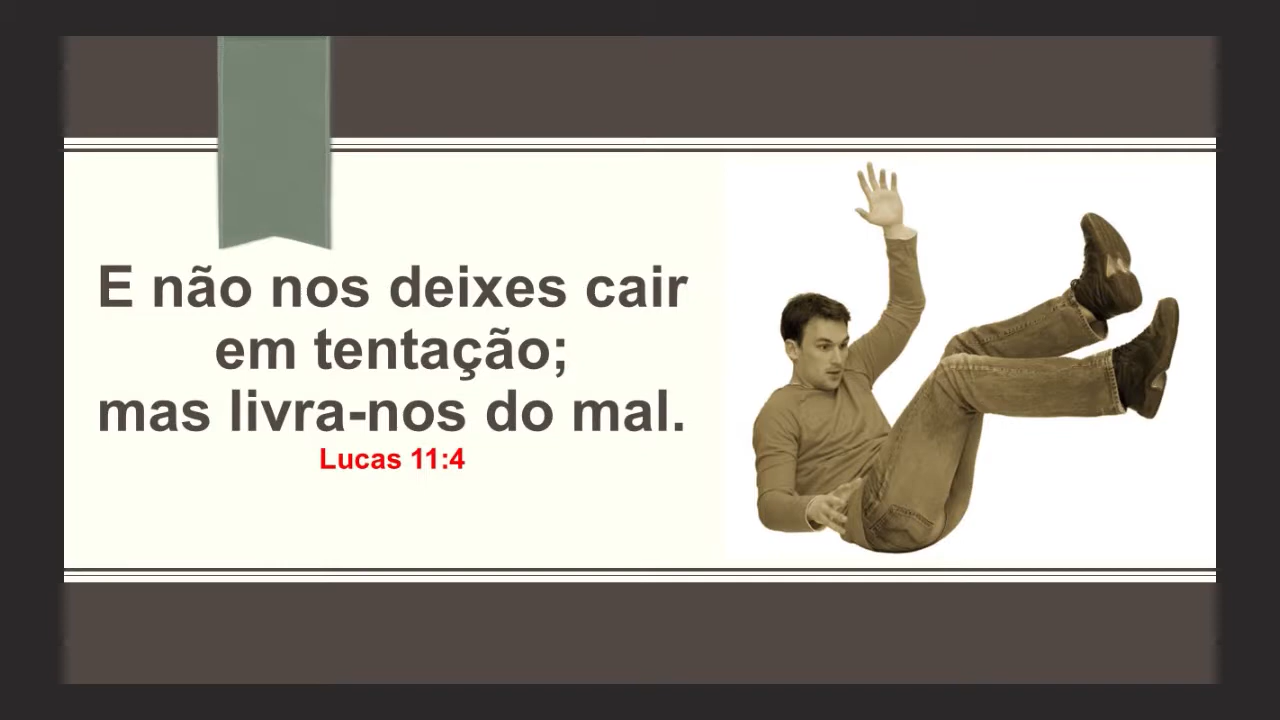 E não nos deixes cair
em tentação;
mas livra-nos do mal.
Lucas 11:4